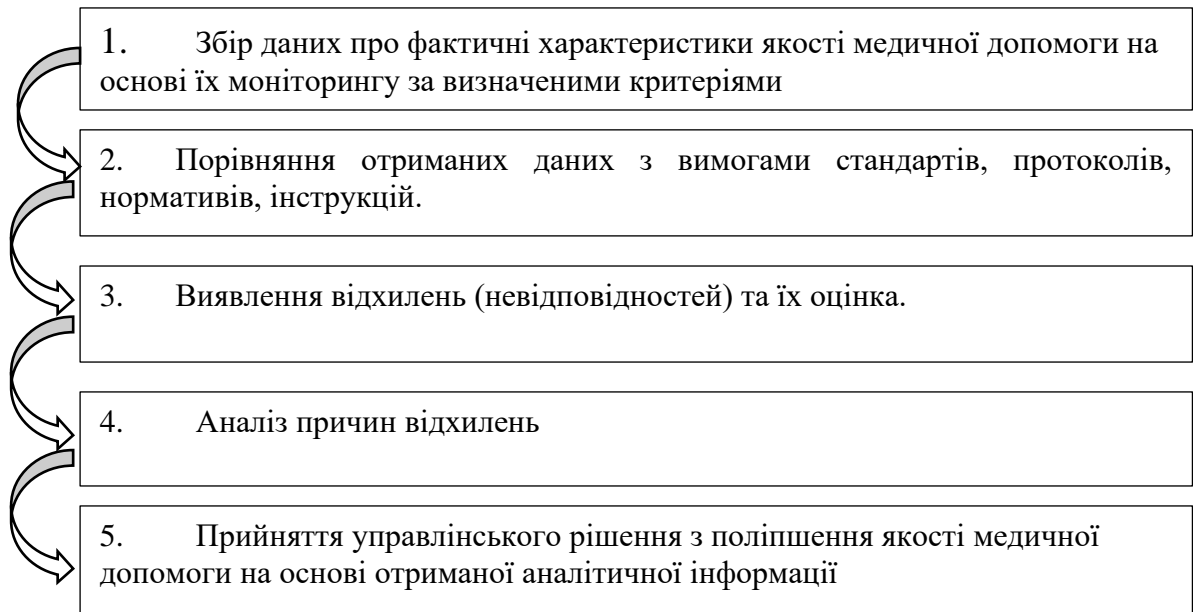 1. Збір даних про фактичні характеристики якості медичної допомоги на
основі їх моніторингу за визначеними критеріями
2. Порівняння отриманих даних з вимогами стандартів, протоколів,
нормативів, інструкцій.
3. Виявлення відхилень (невідповідностей) та їх оцінка.
4. Аналіз причин відхилень
5. Прийняття управлінського рішення з поліпшення якості медичної
допомоги на основі отриманої аналітичної інформації